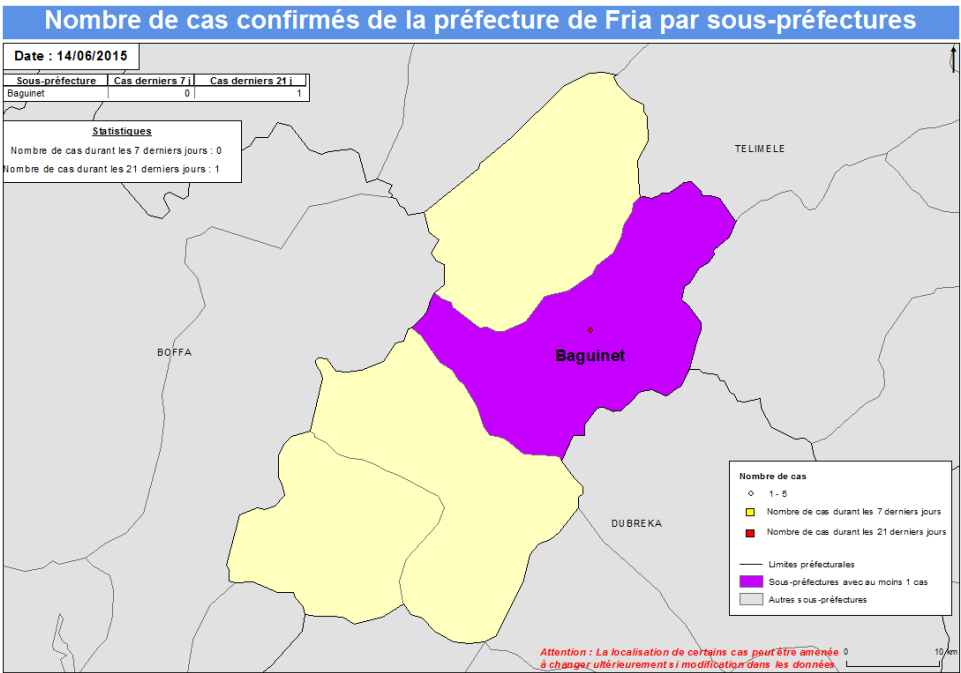 Nombre de cas confirmés de la préfecture de Fria par sous-préfectures
Date : 14/06/2015
Sous-préfecture Cas derniers 7 j Cas derniers 21 j
Baguinet 0 1
Statistiques
Nombre de cas durant les 7 derniers jours : 0
Nombre de cas durant les 21 derniers jours : 1
TELIMELE
BOFFA
Baguinet
DUBREKA
Nombre de cas
1 - 5
Nombre de cas durant les 7 derniers jours
Nombre de cas durant les 21 derniers jours
Limites préfecturales
Sous-préfectures avec au moins 1 cas
Autres sous-préfectures
Attention : La localisation de certains cas peut être amenée
à changer ultérieurement si modification dans les données
0 10 km